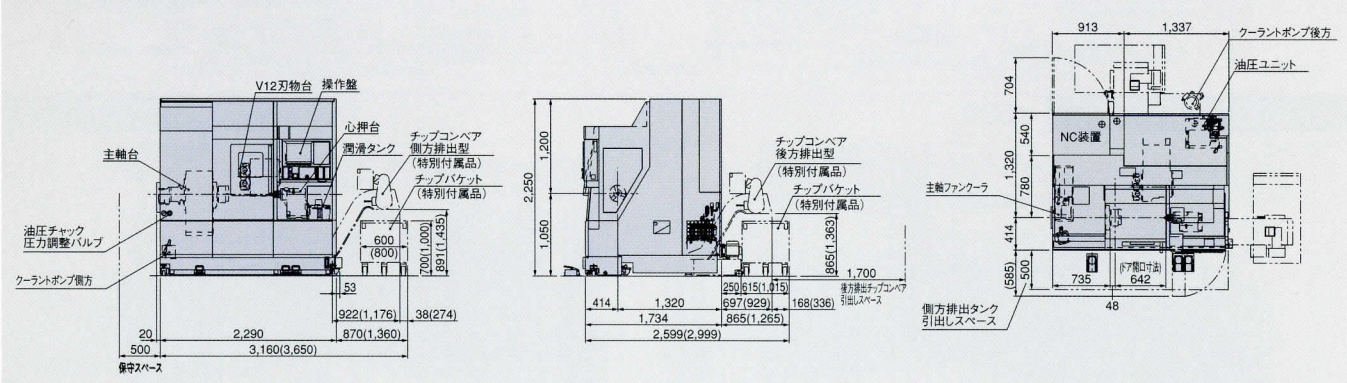 V12刃物台
操作盤
心押台
潤滑タンク
チップコンベア
側方排出型
(特別付属品)
チップバケット
(特別付属品)
主軸台
油圧チャック
圧力調整バルブ
クーラントポンプ側方
600
(800)
700(1,000)
891(1,435)
53
922(1,176)
38(274)
20
2,290
870(1,360)
500
3,160(3,650)
保守スペース
2,250
1,200
1,050
チップコンベア
後方排出型
(特別付属品)
チップバケット
(特別付属品)
865(1,363)
1,700
後方排出チップコンベア
引出しスペース
250
615(1,015)
414
1,320
697(929)
168(336)
1,734
865(1,265)
2,599(2,999)
913
1,337
クーラントポンプ後方
油圧ユニット
704
NC装置
540
1,320
780
主軸ファンクーラ
414
(585)
500
735
(ドア開口寸法)
642
48
側方排出タンク
引出しスペース